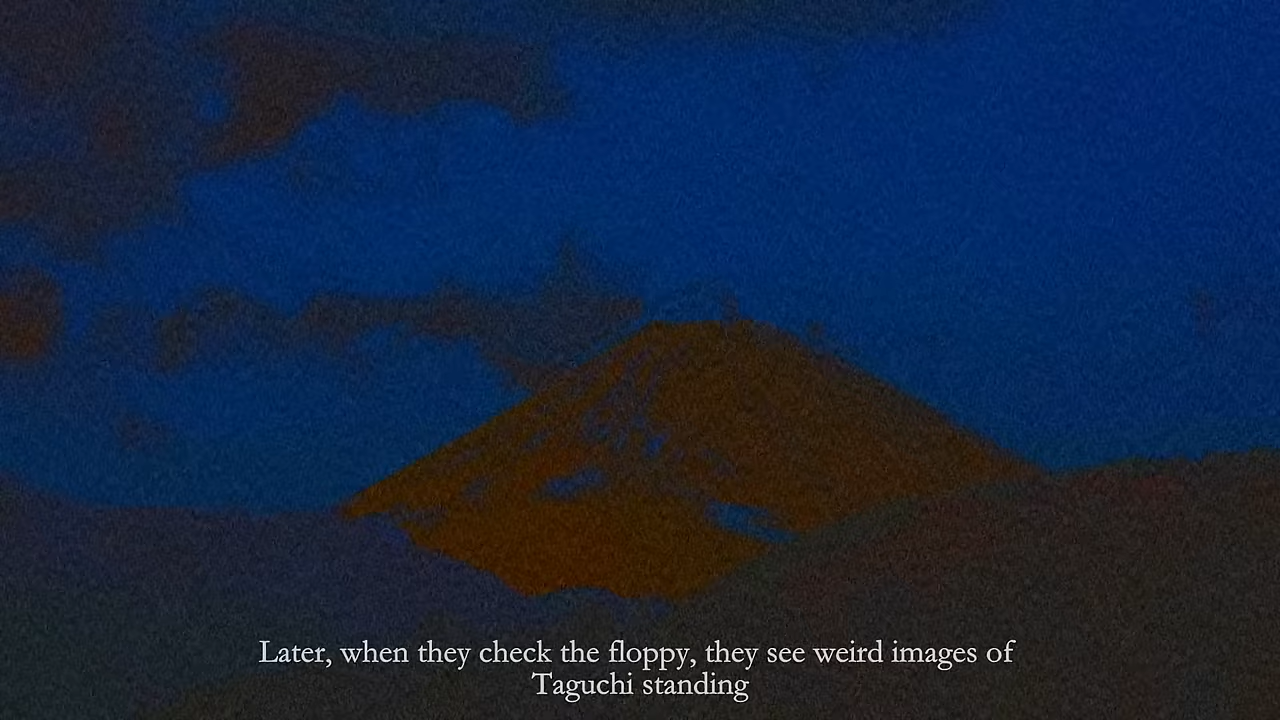 Later, when they check the floppy, they see weird images of
Taguchi standing